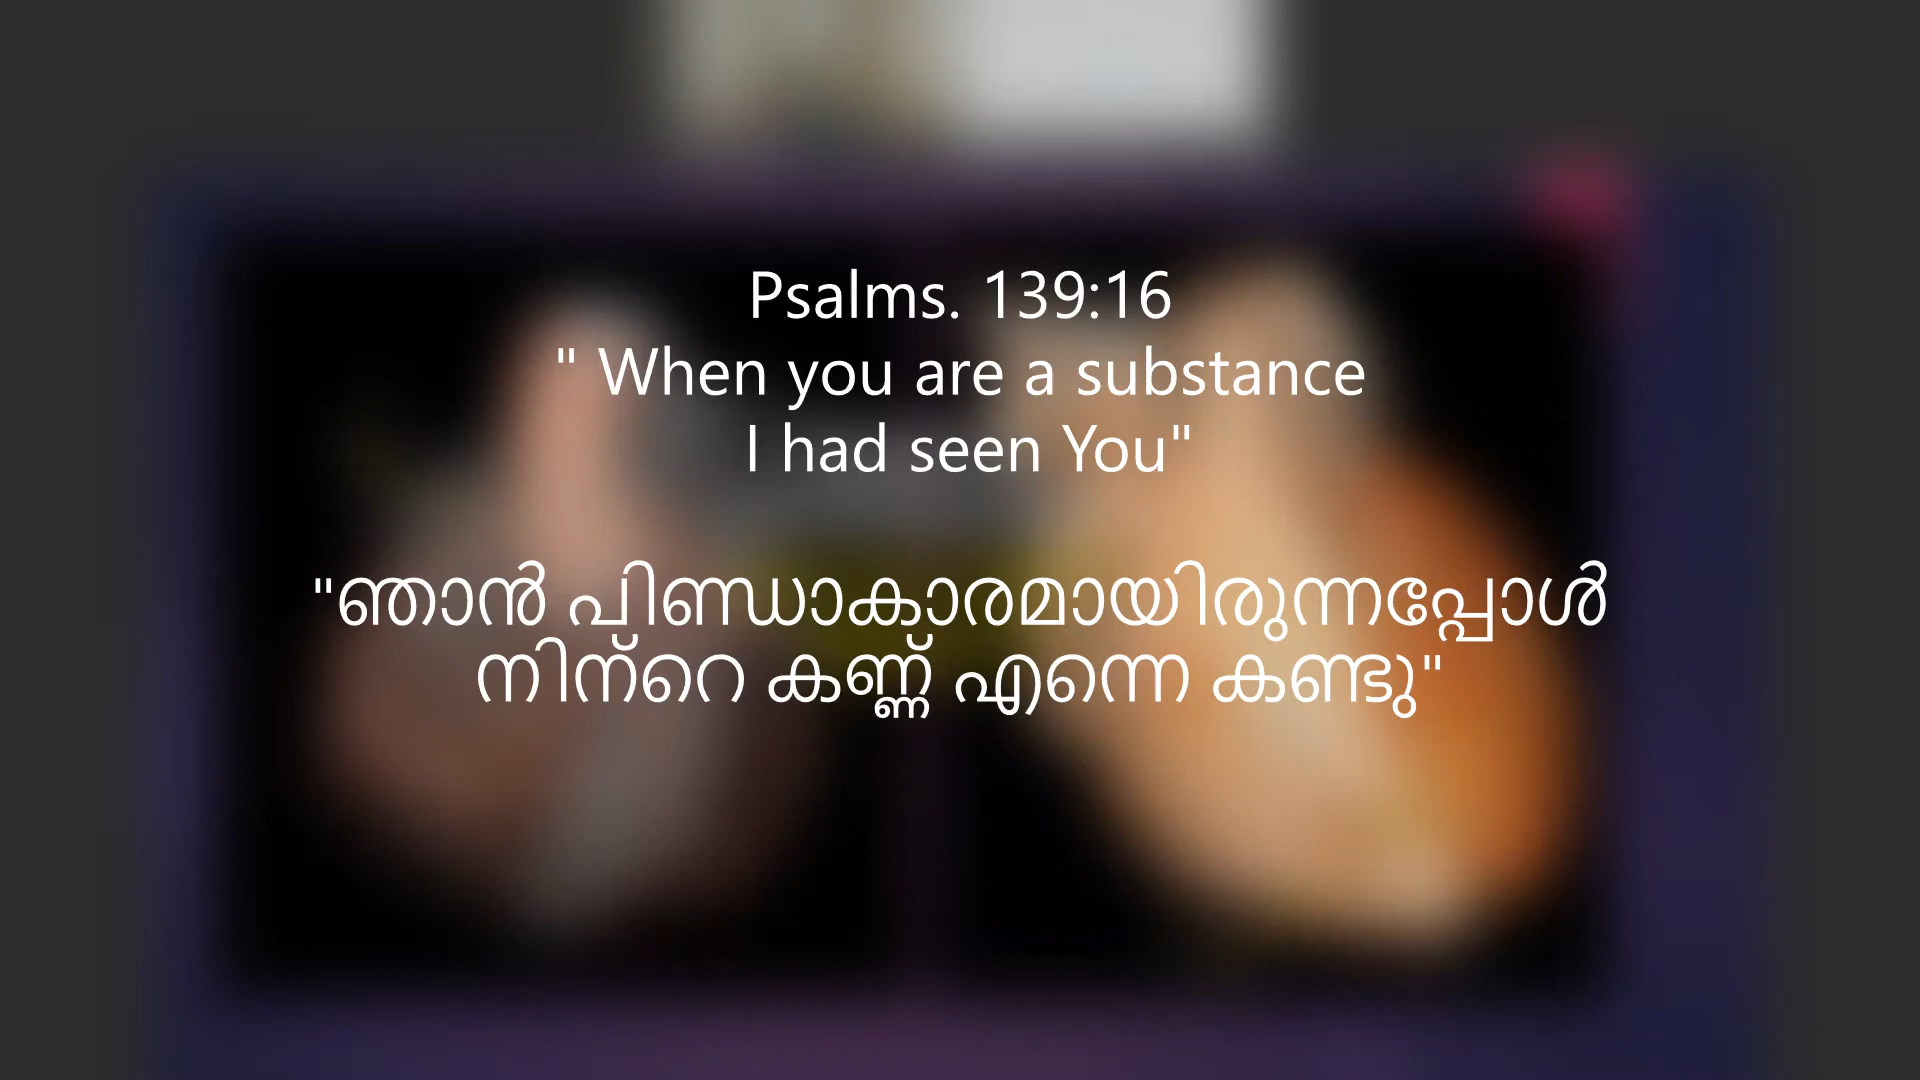 Psalms. 139:16
" When you are a substance
I had seen You"
"ഞാൻ പിണ്ഡാകാരമായിരുന്നപ്പോൾ
നിന്റെ കണ്ണ് എന്നെ കണ്ടു"